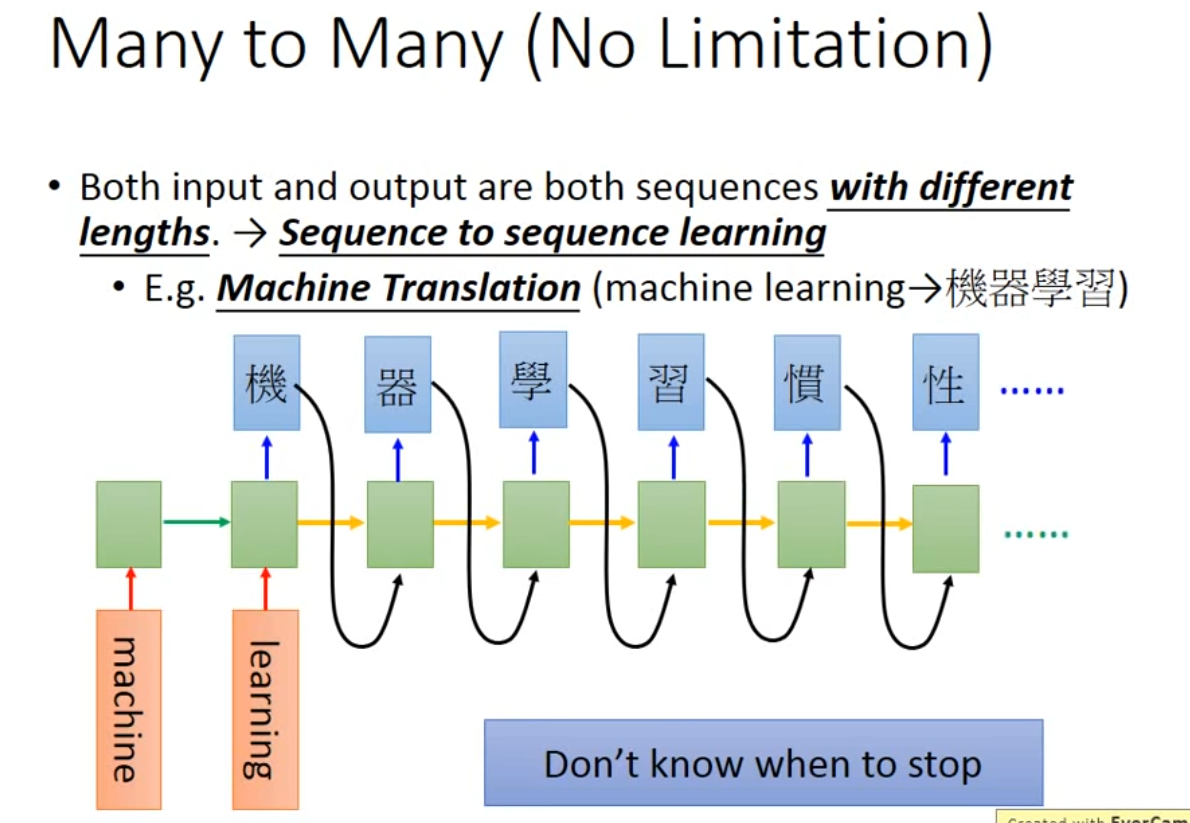 Many to Many (No Limitation)
• Both input and output are both sequences with different
lengths. → Sequence to sequence learning
• E.g. Machine Translation (machine learning→機器學習)
機 器 學 習 慣 性 ……
……
machine learning
Don't know when to stop
Created with EverCam